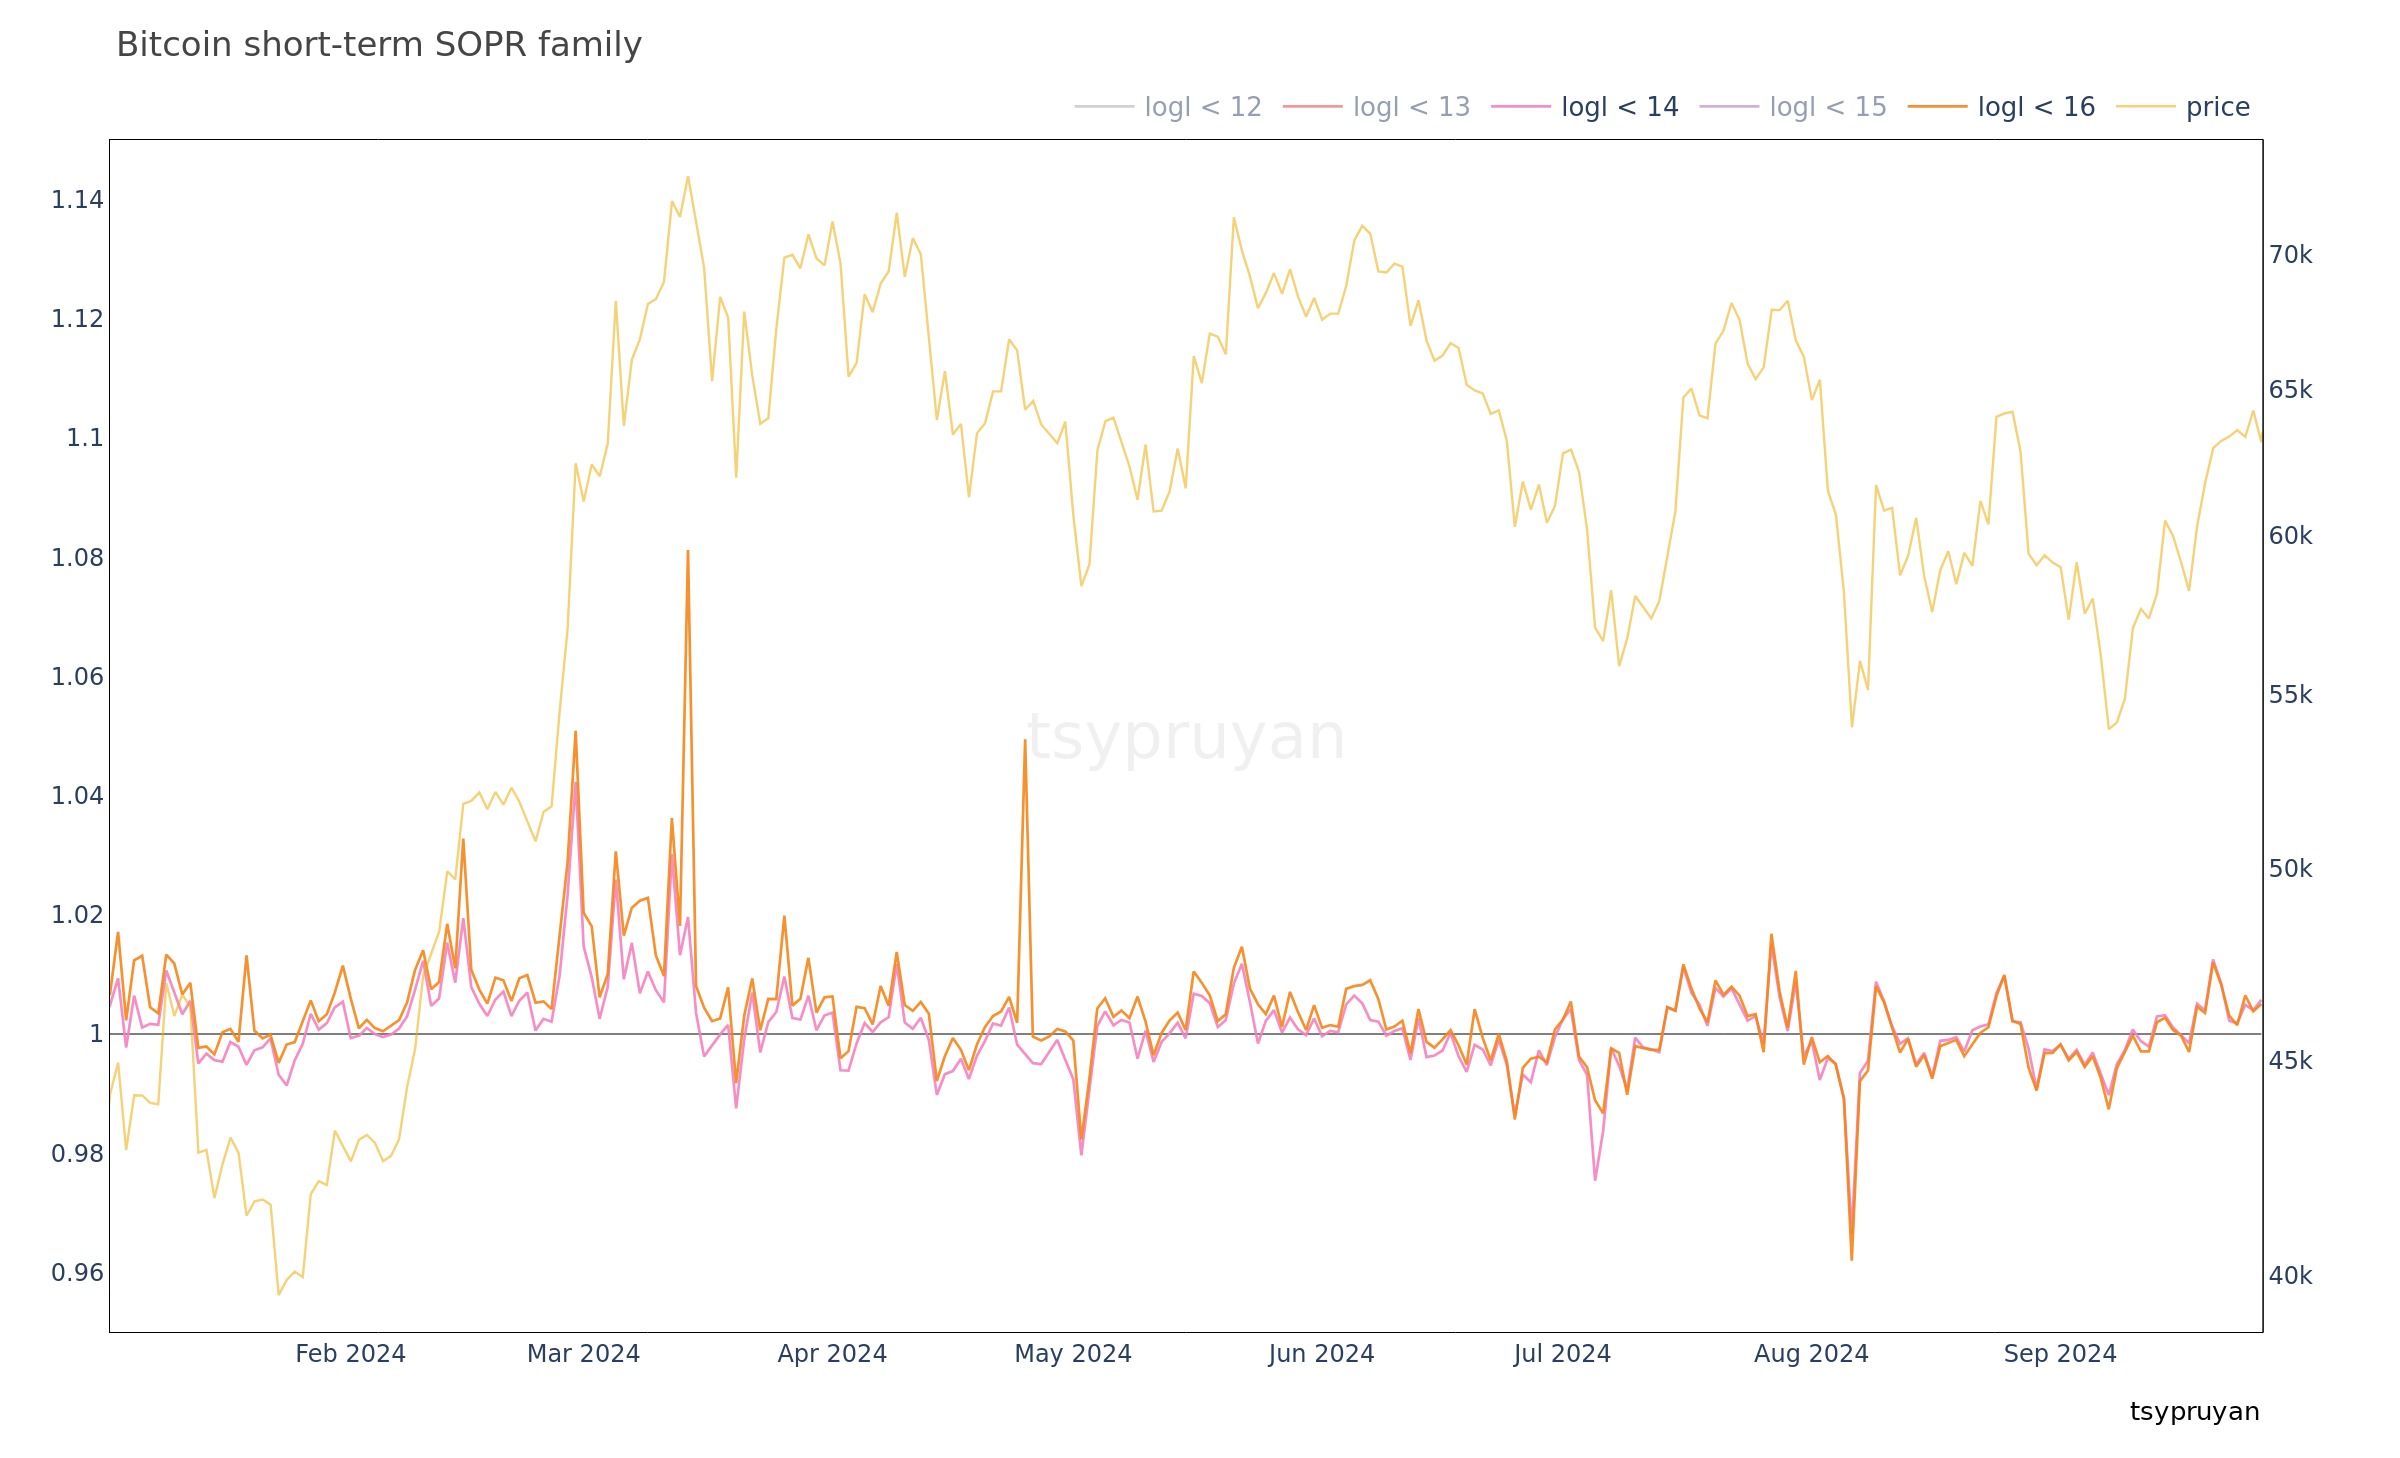 Bitcoin short-term SOPR family
logl < 12 logl < 13 logl < 14 logl < 15 logl < 16 price
1.14
1.12
1.1
1.08
1.06
1.04
1.02
1
0.98
0.96
70k
65k
60k
55k
50k
45k
40k
tsypruyan
Feb 2024 Mar 2024 Apr 2024 May 2024 Jun 2024 Jul 2024 Aug 2024 Sep 2024
tsypruyan